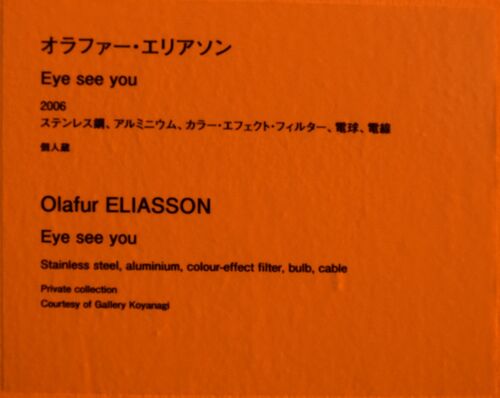 オラファー・エリアソン
Eye see you
2006
ステンレス鋼、アルミニウム、カラー・エフェクト・フィルター、電球、電線
個人蔵
Olafur ELIASSON
Eye see you
Stainless steel, aluminium, colour-effect filter, bulb, cable
Private collection
Courtesy of Gallery Koyanagi